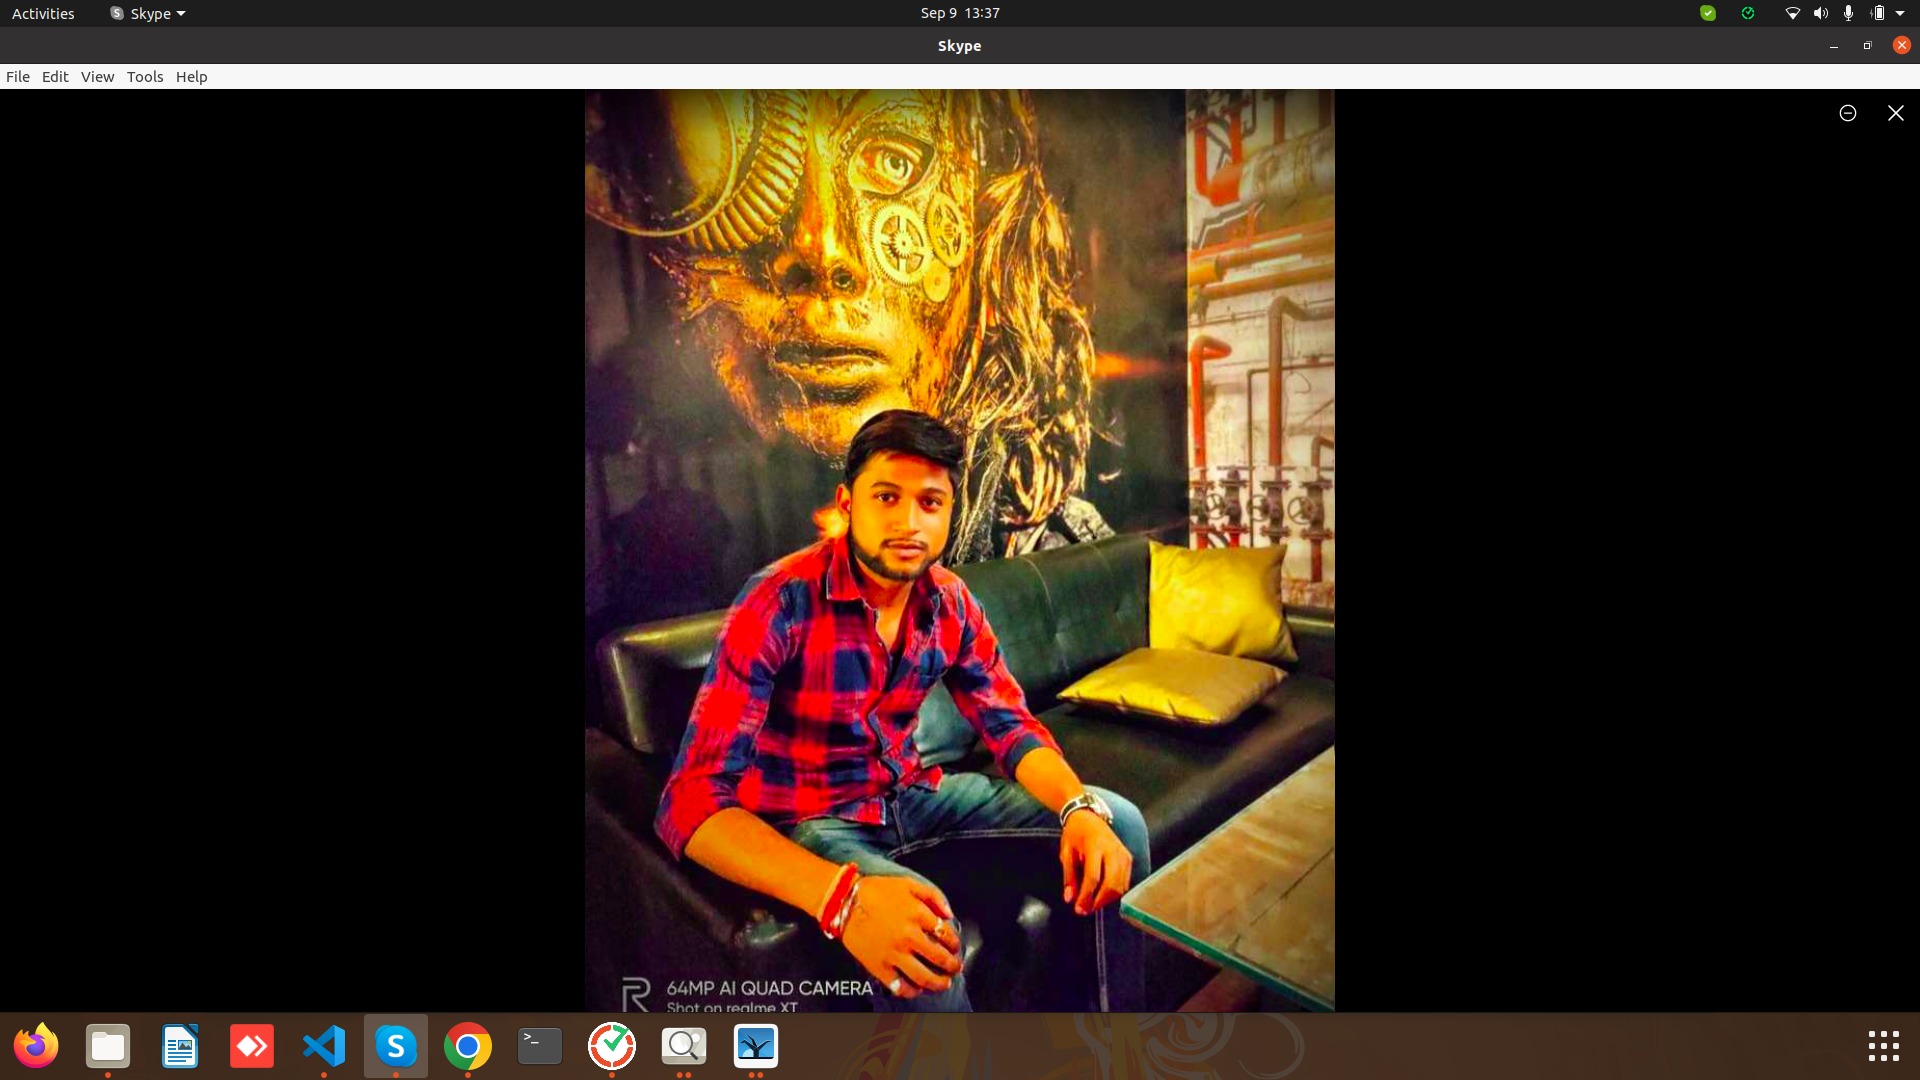 Activities
Skype
Sep 9 13:37
Skype
File Edit View Tools Help
64MP AI QUAD CAMERA
Shot on realme XT